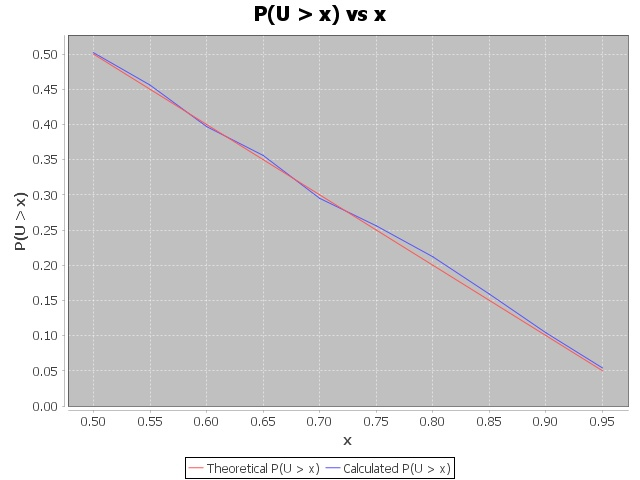 P(U > x) vs x
0.50
0.45
0.40
0.35
0.30
0.25
0.20
0.15
0.10
0.05
0.00
P(U > x)
0.50 0.55 0.60 0.65 0.70 0.75 0.80 0.85 0.90 0.95
x
Theoretical P(U > x) Calculated P(U > x)